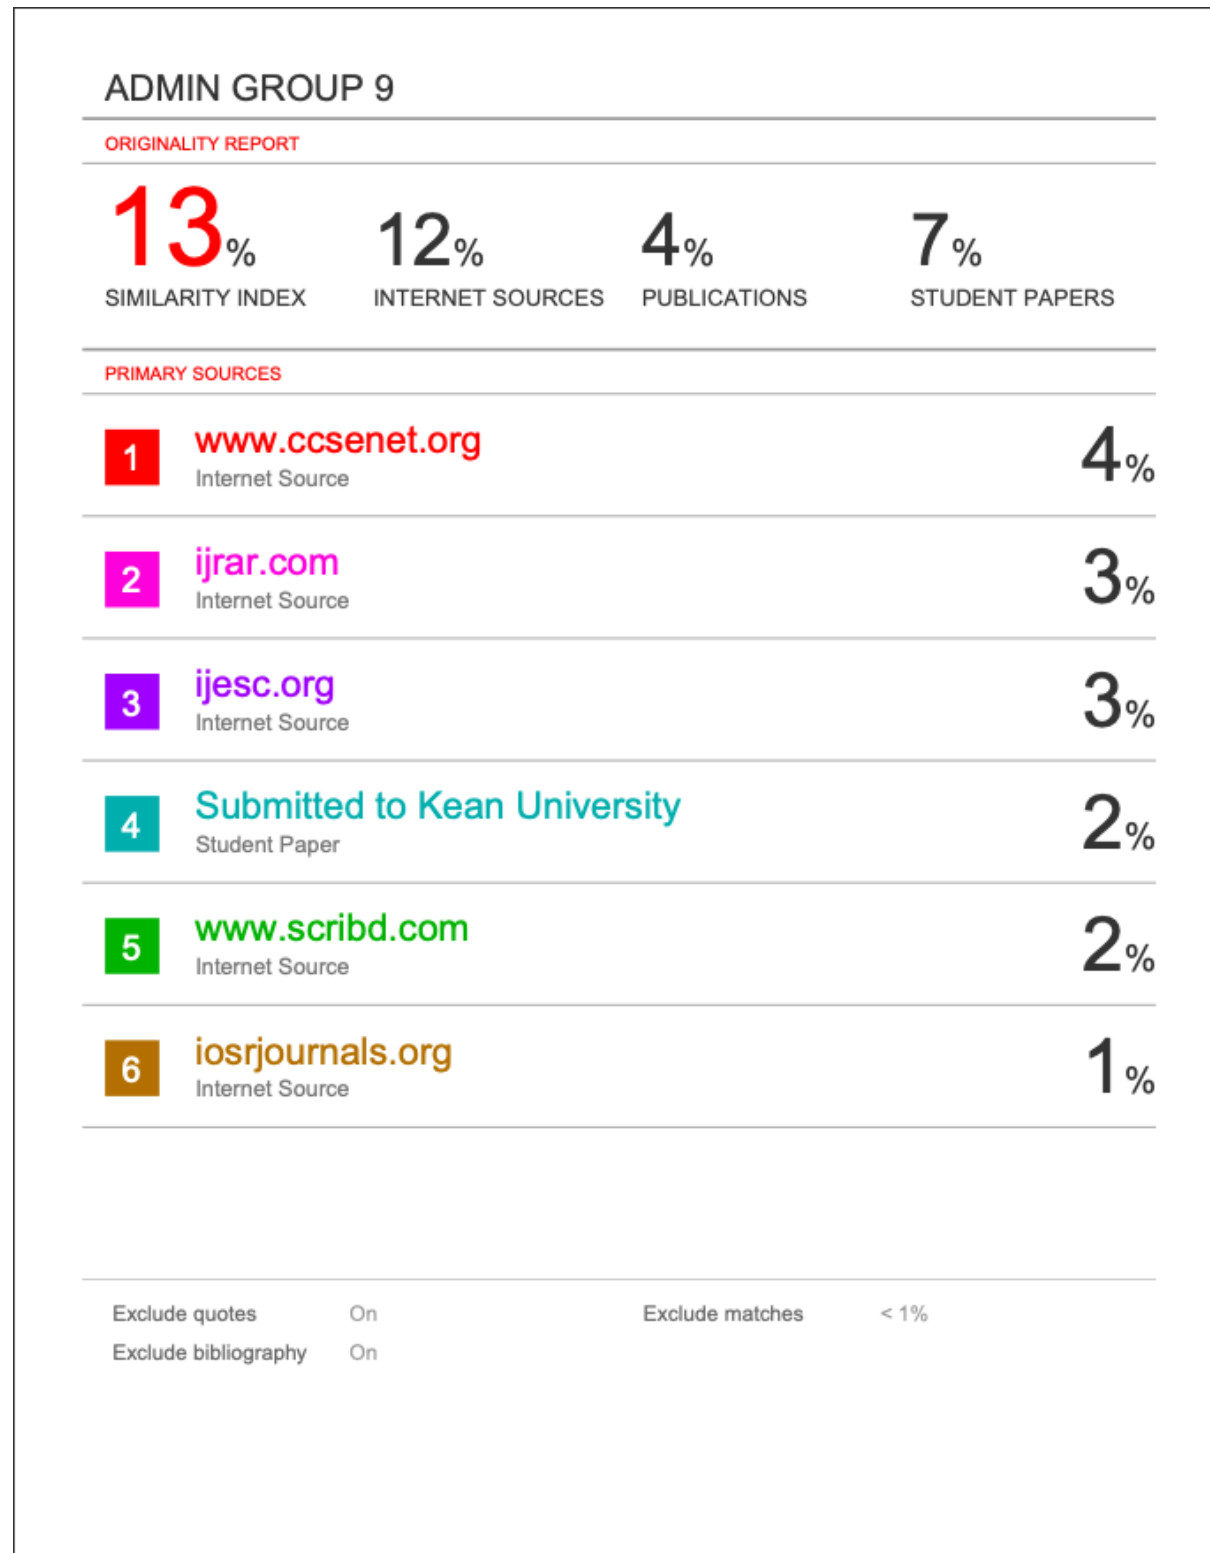 ADMIN GROUP 9
ORIGINALITY REPORT
13% 12% 4% 7%
SIMILARITY INDEX INTERNET SOURCES PUBLICATIONS STUDENT PAPERS
PRIMARY SOURCES
1 www.ccsenet.org 4%
Internet Source
2 ijrar.com 3%
Internet Source
3 ijesc.org 3%
Internet Source
4 Submitted to Kean University 2%
Student Paper
5 www.scribd.com 2%
Internet Source
6 iosrjournals.org 1%
Internet Source
Exclude quotes On Exclude matches < 1%
Exclude bibliography On